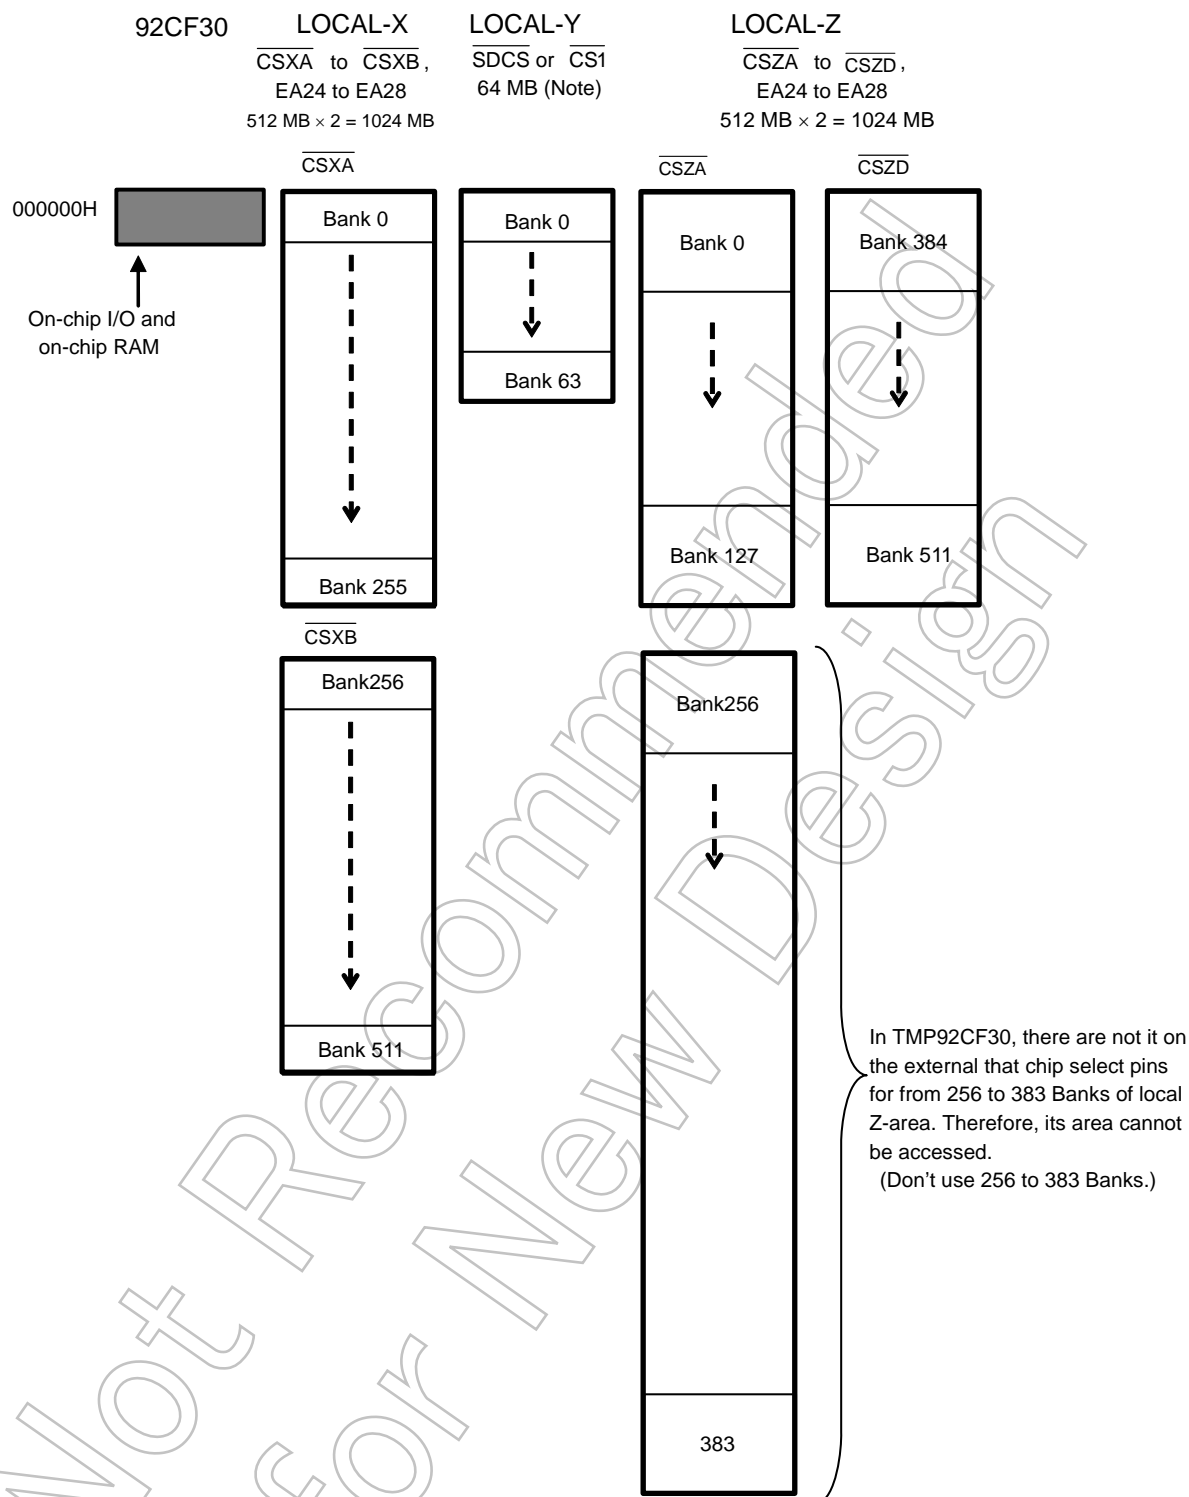 92CF30 LOCAL-X LOCAL-Y LOCAL-Z
CSXA to CSXB, SDCS or CS1 CSZA to CSZD,
EA24 to EA28 64 MB (Note) EA24 to EA28
512 MB × 2 = 1024 MB 512 MB × 2 = 1024 MB
CSXA CSZA CSZD
000000H Bank 0 Bank 0 Bank 0 Bank 384
On-chip I/O and
on-chip RAM
Bank 63
Bank 255 Bank 127 Bank 511
CSXB
Bank256 Bank256
Bank 511
In TMP92CF30, there are not it on
the external that chip select pins
for from 256 to 383 Banks of local
Z-area. Therefore, its area cannot
be accessed.
(Don't use 256 to 383 Banks.)
383
Not Recommended
for New Design